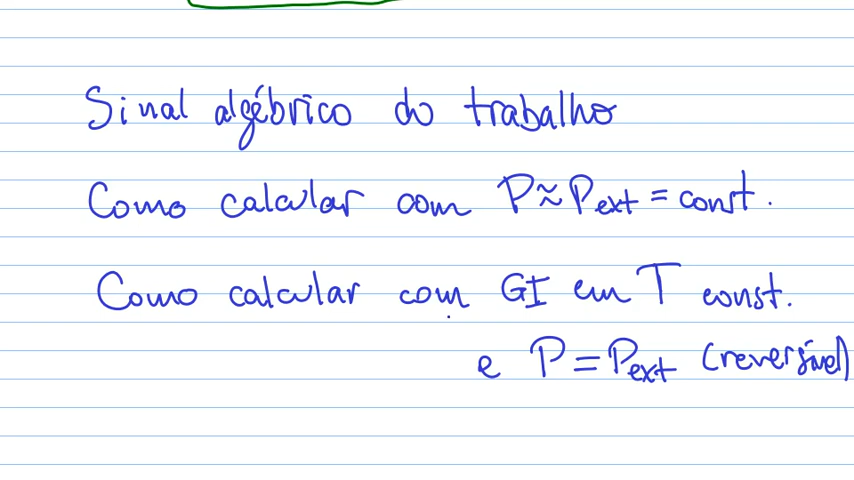 Sinal algébrico do trabalho
Como calcular com P≈Pext = const.
Como calcular com GI em T const.
e P = Pext (reversível)